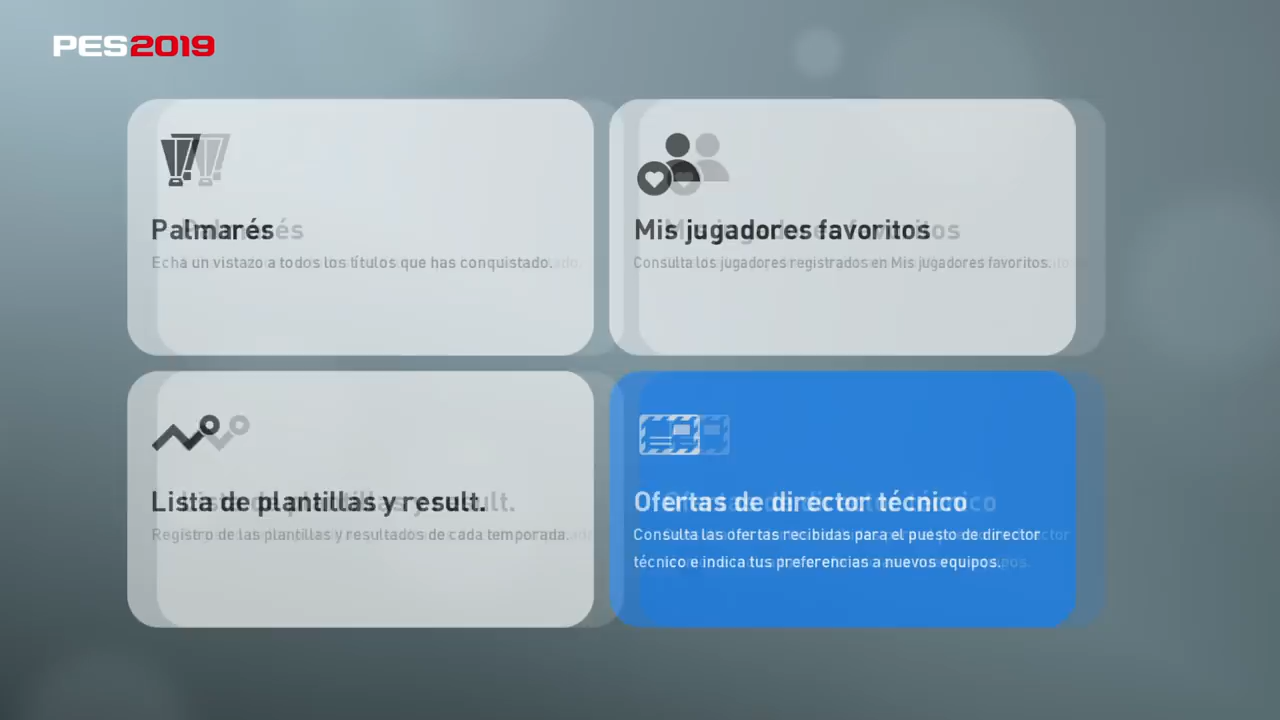 PES2019
Palmarés
Echa un vistazo a todos los títulos que has conquistado.
Mis jugadores favoritos
Consulta los jugadores registrados en Mis jugadores favoritos.
Lista de plantillas y result.
Registro de las plantillas y resultados de cada temporada.
Ofertas de director técnico
Consulta las ofertas recibidas para el puesto de director
técnico e indica tus preferencias a nuevos equipos.